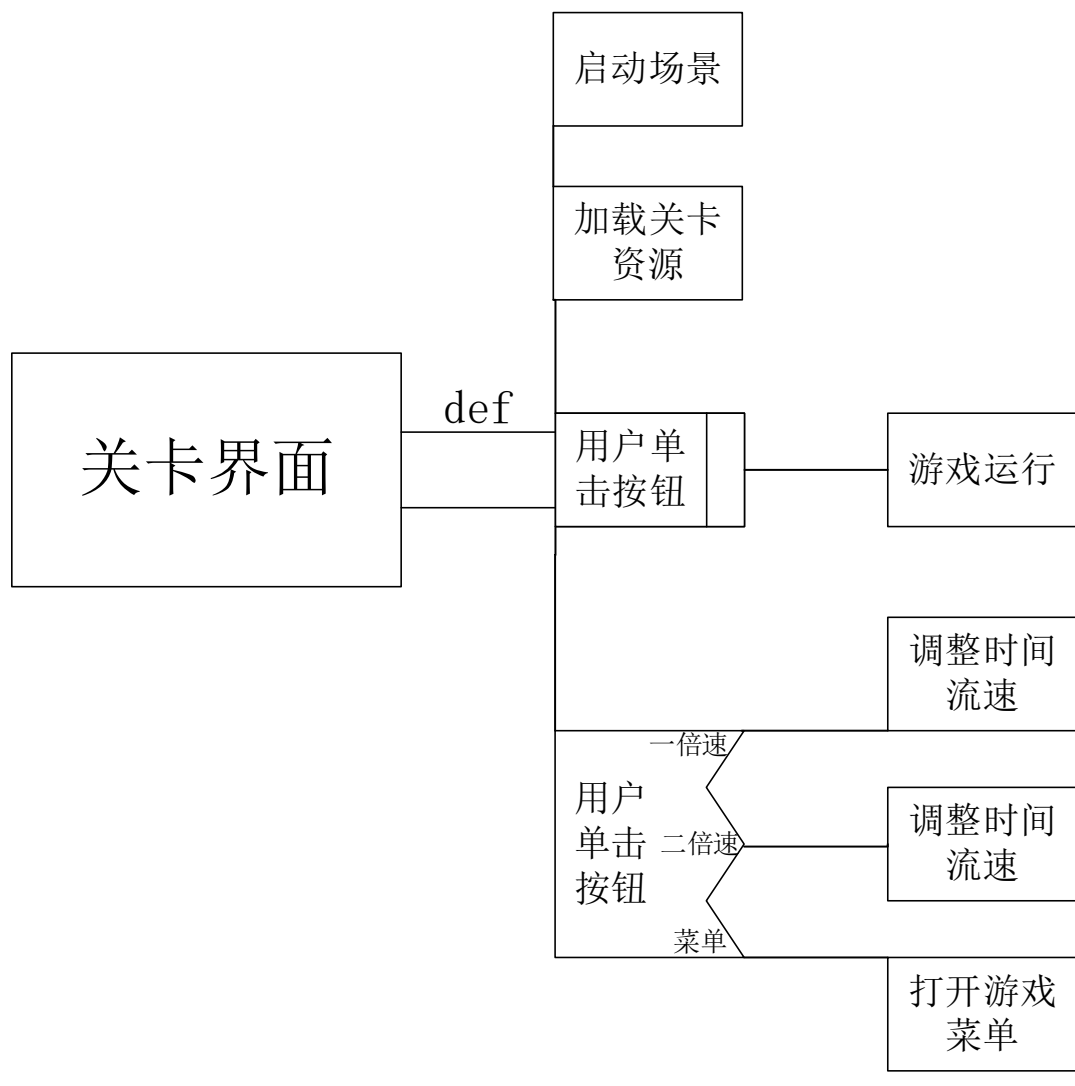 启动场景
加载关卡
资源
def
关卡界面
用户单
击按钮
游戏运行
调整时间
流速
一倍速
用户
单击
按钮
二倍速
调整时间
流速
菜单
打开游戏
菜单